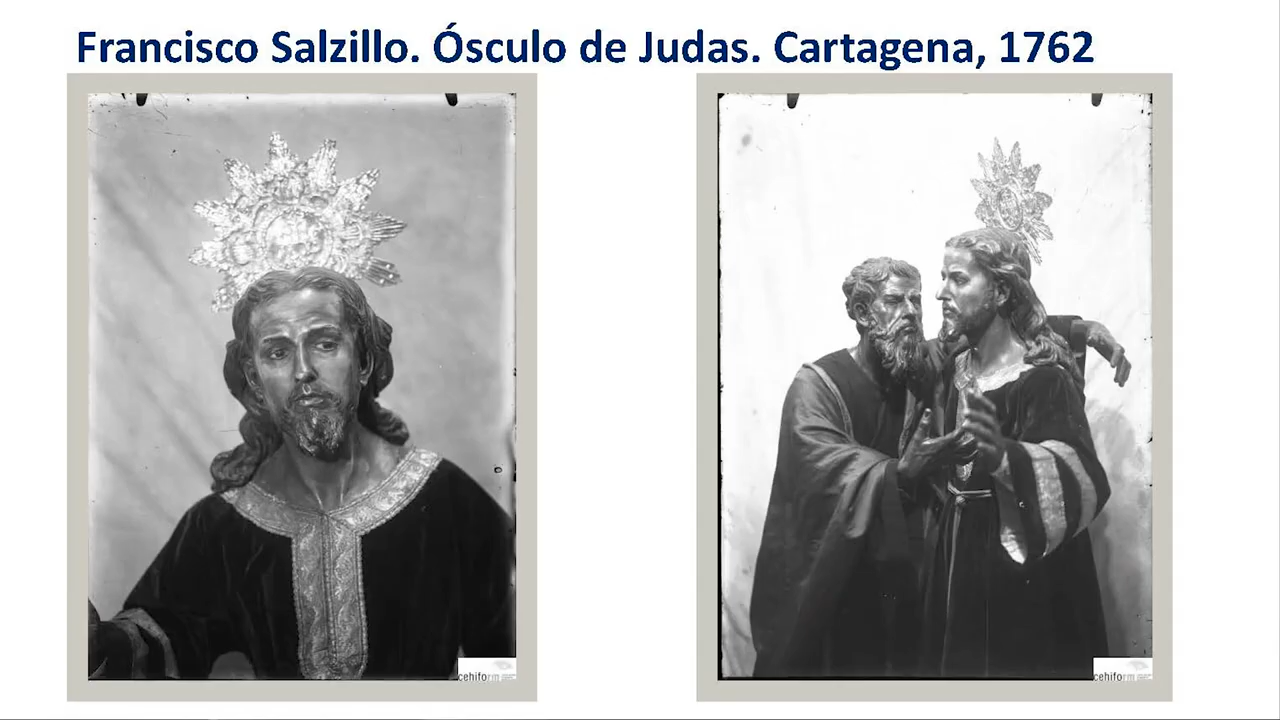 Francisco Salzillo. Ósculo de Judas. Cartagena, 1762
cehiform
cehiform